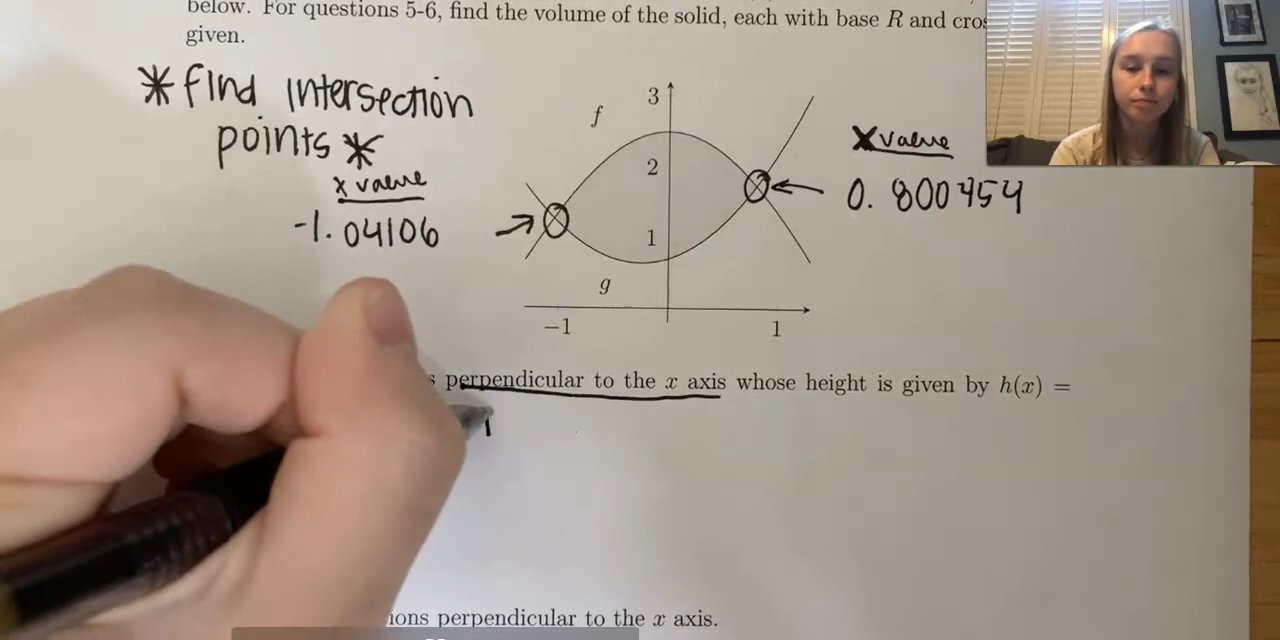 below. For questions 5-6, find the volume of the solid, each with base R and
given.
* find intersection
points *
x value
-1.04106
f
3
2
1
g
-1
1
x value
0.800454
perpendicular to the x axis whose height is given by h(x) =
perpendicular to the x axis.